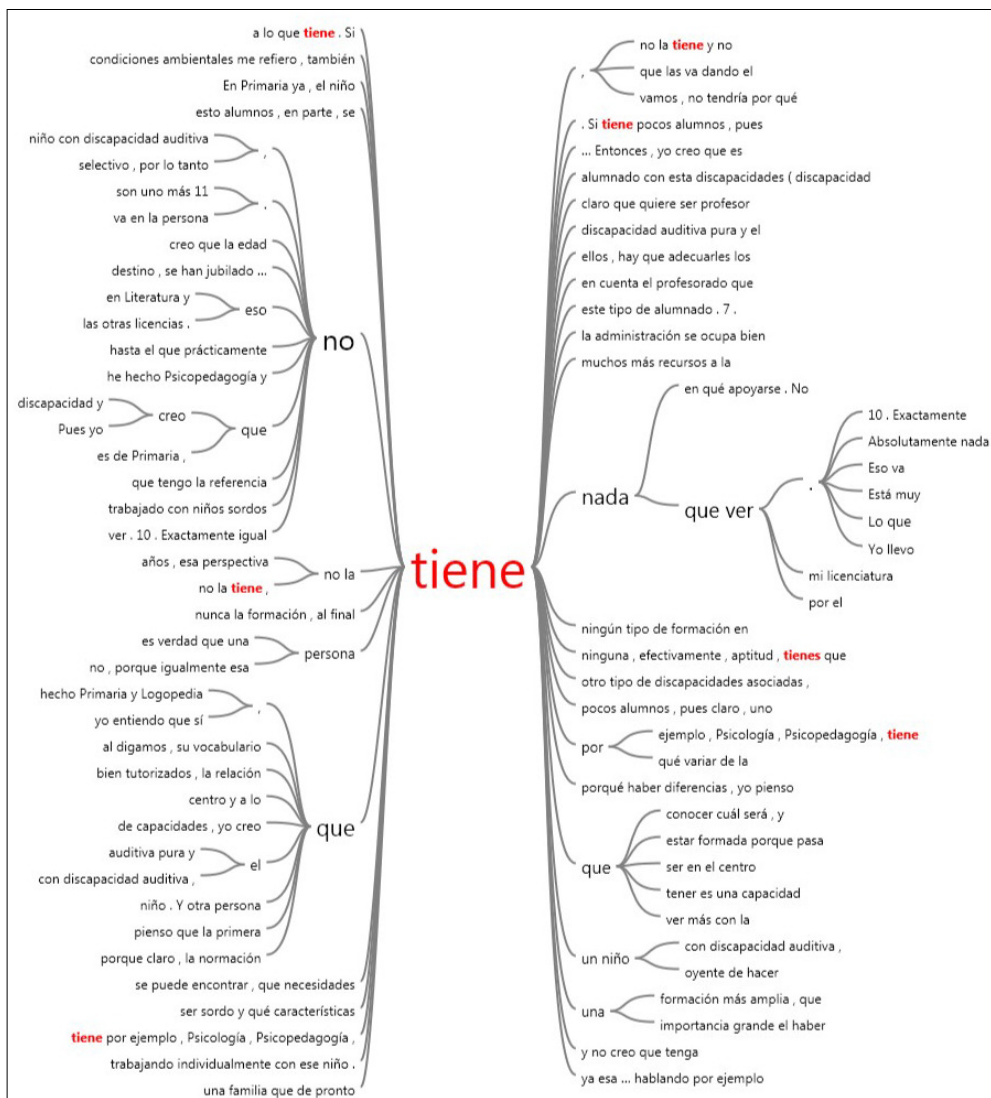 a lo que tiene . Si
condiciones ambientales me refiero , también
En Primaria ya , el niño
esto alumnos , en parte , se
niño con discapacidad auditiva
selectivo , por lo tanto
,
son uno más 11
va en la persona
.
creo que la edad
destino , se han jubilado ...
en Literatura y
las otras licencias .
eso
hasta el que prácticamente
he hecho Psicopedagogía y
discapacidad y
Pues yo
creo
es de Primaria ,
que
que tengo la referencia
trabajado con niños sordos
ver . 10 . Exactamente igual
no
años , esa perspectiva
no la tiene ,
no la
nunca la formación , al final
es verdad que una
no , porque igualmente esa
persona
hecho Primaria y Logopedia
yo entiendo que sí
,
al digamos , su vocabulario
bien tutorizados , la relación
centro y a lo
de capacidades , yo creo
auditiva pura y
con discapacidad auditiva ,
el
niño . Y otra persona
pienso que la primera
porque claro , la normación
que
se puede encontrar , que necesidades
ser sordo y qué características
tiene por ejemplo , Psicología , Psicopedagogía ,
trabajando individualmente con ese niño .
una familia que de pronto
tiene
,
no la tiene y no
que las va dando el
vamos , no tendría por qué
. Si tiene pocos alumnos , pues
... Entonces , yo creo que es
alumnado con esta discapacidades ( discapacidad
claro que quiere ser profesor
discapacidad auditiva pura y el
ellos , hay que adecuarles los
en cuenta el profesorado que
este tipo de alumnado . 7 .
la administración se ocupa bien
muchos más recursos a la
nada
en qué apoyarse . No
que ver
.
10 . Exactamente
Absolutamente nada
Eso va
Está muy
Lo que
Yo llevo
mi licenciatura
por el
ningún tipo de formación en
ninguna , efectivamente , aptitud , tienes que
otro tipo de discapacidades asociadas ,
pocos alumnos , pues claro , uno
por
ejemplo , Psicología , Psicopedagogía , tiene
qué variar de la
porqué haber diferencias , yo pienso
que
conocer cuál será , y
estar formada porque pasa
ser en el centro
tener es una capacidad
ver más con la
un niño
con discapacidad auditiva ,
oyente de hacer
una
formación más amplia , que
importancia grande el haber
y no creo que tenga
ya esa ... hablando por ejemplo